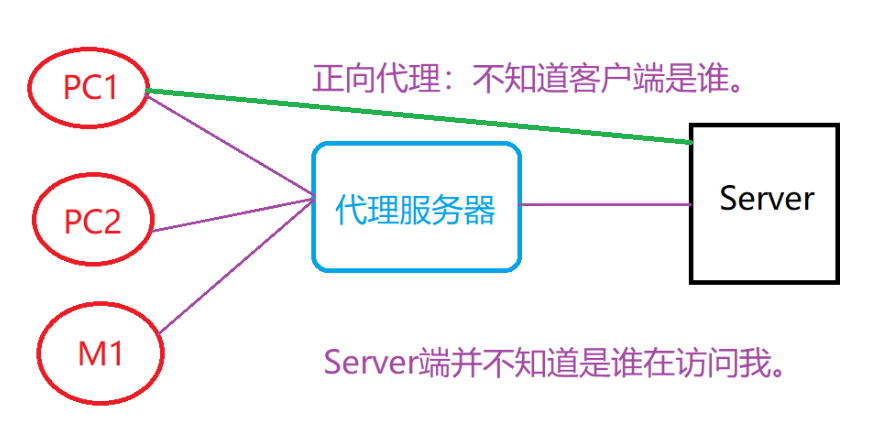 正向代理：不知道客户端是谁。
PC1
PC2
M1
代理服务器
Server
Server端并不知道是谁在访问我。